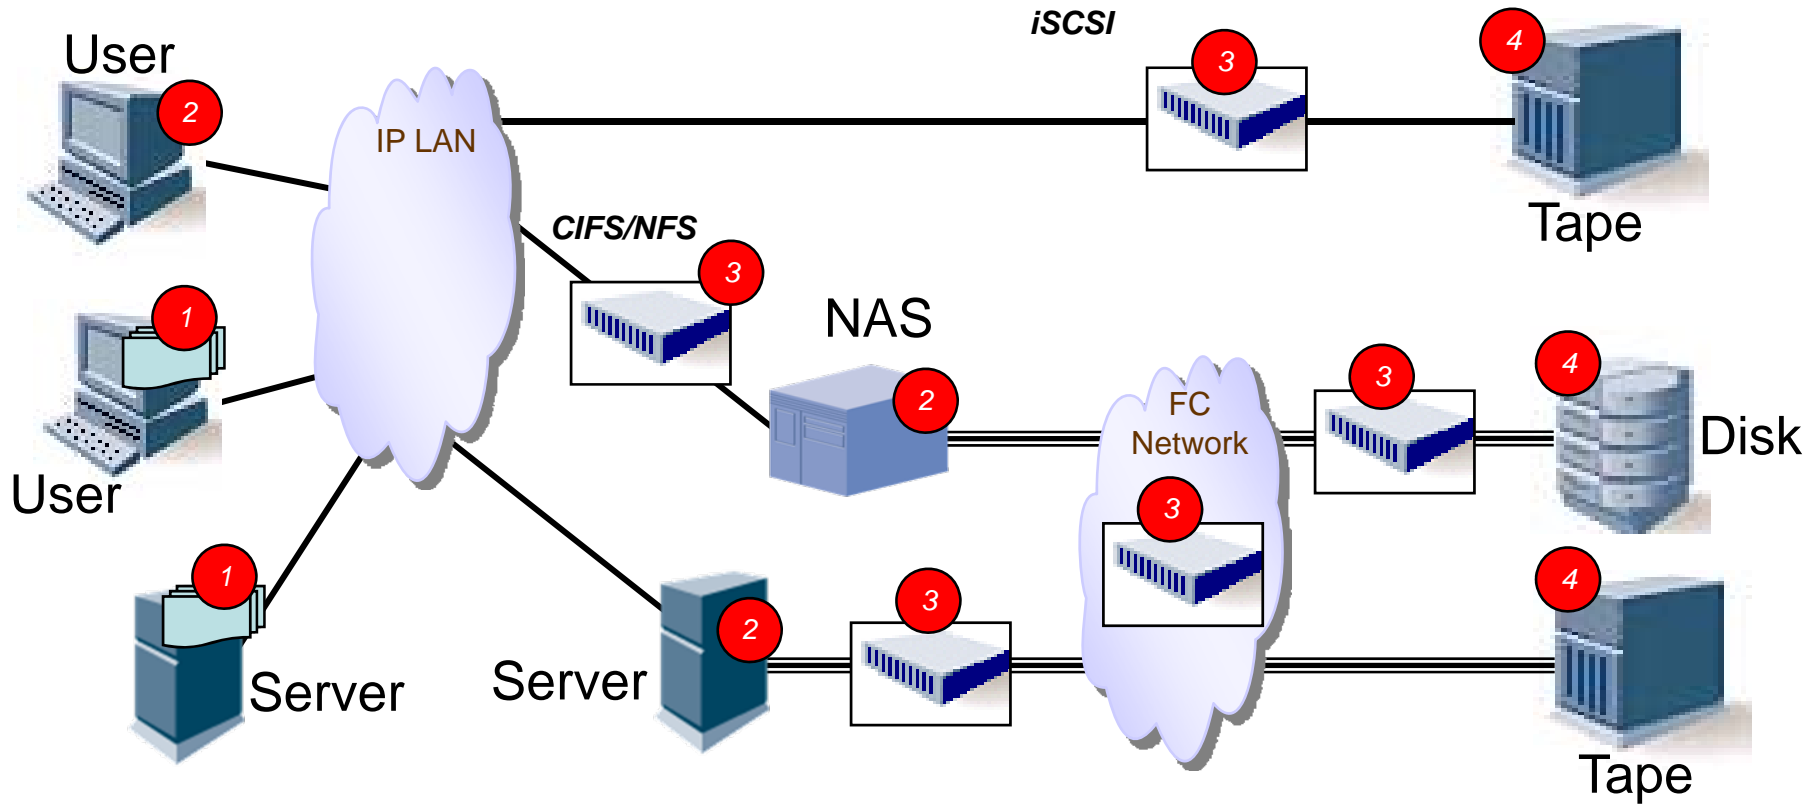 iSCSI
User
2
3
4
IP LAN
Tape
CIFS/NFS
3
1
NAS
User
2
FC
Network
3
4
Disk
3
1
Server
Server
2
3
4
Tape